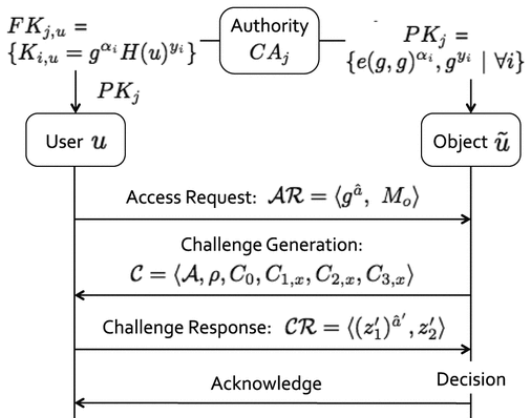 FK_{j,u} =
{K_{i,u} = g^{α_i} H(u)^{y_i}}
Authority
CA_j
PK_j =
{e(g, g)^{α_i}, g^{y_i} | ∀i}
PK_j
User u
Object ũ
Access Request: AR = ⟨g^â, M_o⟩
Challenge Generation:
C = ⟨A, ρ, C_0, C_{1,x}, C_{2,x}, C_{3,x}⟩
Challenge Response: CR = ⟨(z′_1)^{â′}, z′_2⟩
Acknowledge
Decision